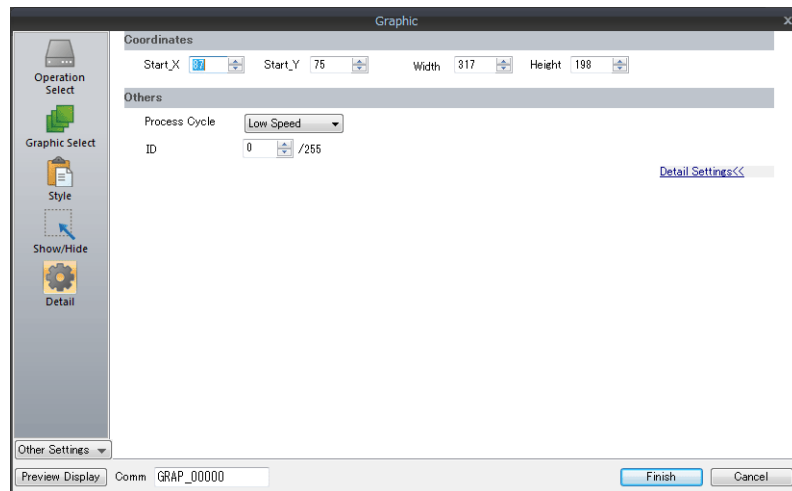 Graphic
Coordinates
Start_X 87 Start_Y 75 Width 317 Height 198
Others
Process Cycle Low Speed
ID 0 /255
Detail Settings<<
Operation
Select
Graphic Select
Style
Show/Hide
Detail
Other Settings
Preview Display Comm GRAP_00000 Finish Cancel